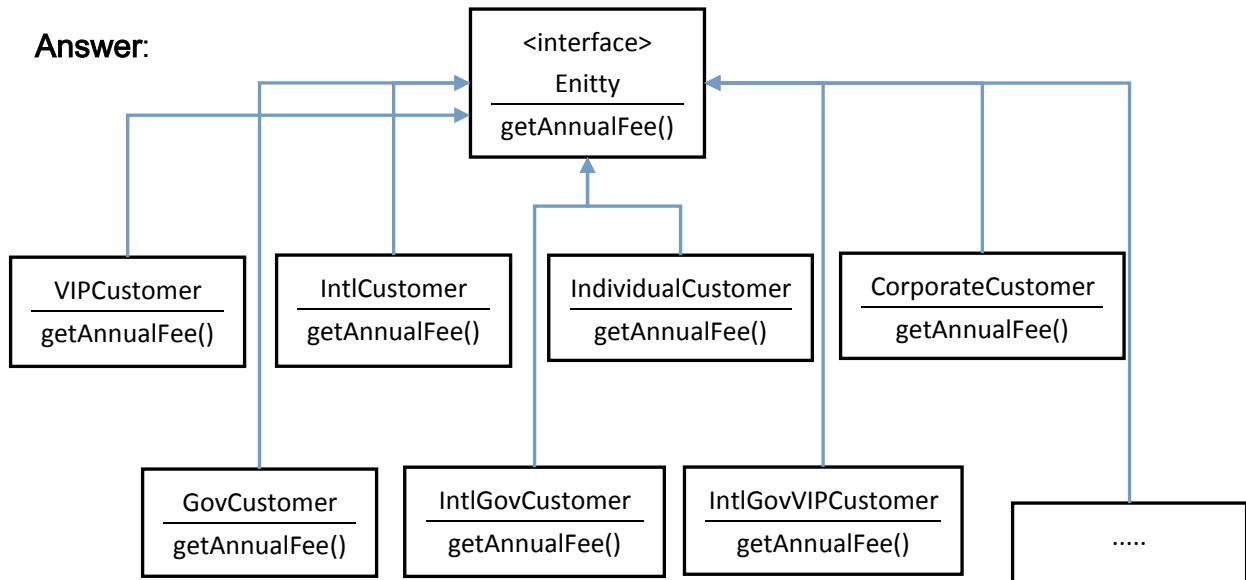 Answer:
<interface>
Enitty
getAnnualFee()
VIPCustomer
getAnnualFee()
IntlCustomer
getAnnualFee()
IndividualCustomer
getAnnualFee()
CorporateCustomer
getAnnualFee()
GovCustomer
getAnnualFee()
IntlGovCustomer
getAnnualFee()
IntlGovVIPCustomer
getAnnualFee()
.....